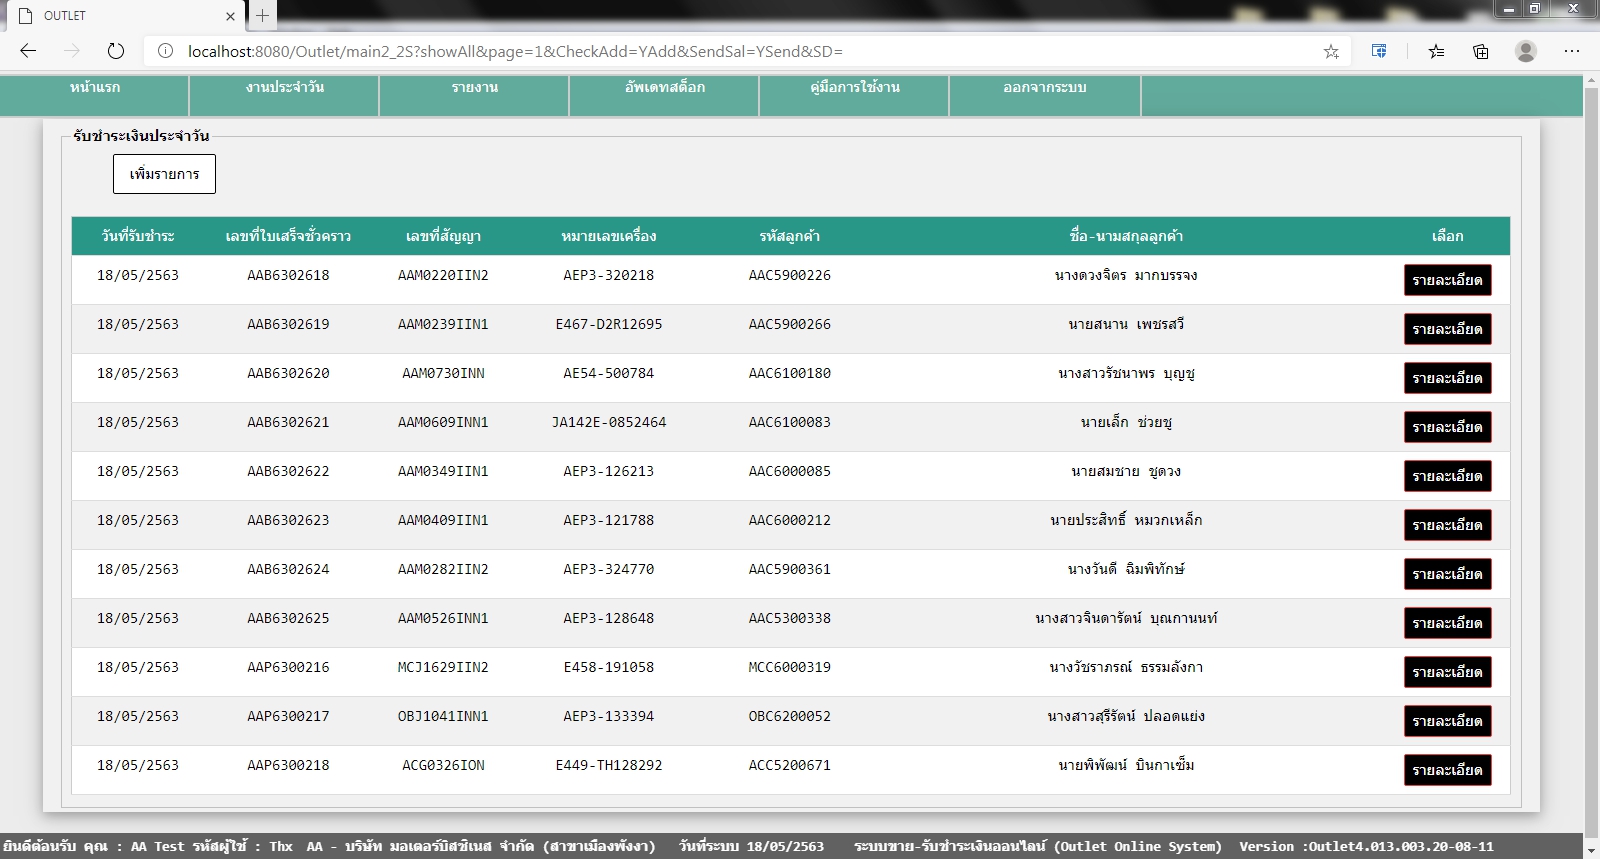 OUTLET
localhost:8080/Outlet/main2_2S?showAll&page=1&CheckAdd=YAdd&SendSal=YSend&SD=
หน้าแรก งานประจำวัน รายงาน อัพเดทสต็อก คู่มือการใช้งาน ออกจากระบบ
รับชำระเงินประจำวัน
เพิ่มรายการ
วันที่รับชำระ เลขที่ใบเสร็จชั่วคราว เลขที่สัญญา หมายเลขเครื่อง รหัสลูกค้า ชื่อ-นามสกุลลูกค้า เลือก
18/05/2563 AAB6302618 AAM0220IIN2 AEP3-320218 AAC5900226 นางดวงจิตร มากบรรจง รายละเอียด
18/05/2563 AAB6302619 AAM0239IIN1 E467-D2R12695 AAC5900266 นายสนาน เพชรสวี รายละเอียด
18/05/2563 AAB6302620 AAM0730INN AE54-500784 AAC6100180 นางสาวรัชนาพร บุญชู รายละเอียด
18/05/2563 AAB6302621 AAM0609INN1 JA142E-0852464 AAC6100083 นายเล็ก ช่วยชู รายละเอียด
18/05/2563 AAB6302622 AAM0349IIN1 AEP3-126213 AAC6000085 นายสมชาย ชูดวง รายละเอียด
18/05/2563 AAB6302623 AAM0409IIN1 AEP3-121788 AAC6000212 นายประสิทธิ์ หมวกเหล็ก รายละเอียด
18/05/2563 AAB6302624 AAM0282IIN2 AEP3-324770 AAC5900361 นางวันดี ฉิมพิทักษ์ รายละเอียด
18/05/2563 AAB6302625 AAM0526INN1 AEP3-128648 AAC5300338 นางสาวจินดารัตน์ บุณกานนท์ รายละเอียด
18/05/2563 AAP6300216 MCJ1629IIN2 E458-191058 MCC6000319 นางวัชราภรณ์ ธรรมลังกา รายละเอียด
18/05/2563 AAP6300217 OBJ1041INN1 AEP3-133394 OBC6200052 นางสาวสุรีรัตน์ ปลอดแย่ง รายละเอียด
18/05/2563 AAP6300218 ACG0326ION E449-TH128292 ACC5200671 นายพิพัฒน์ บินกาเซ็ม รายละเอียด
ยินดีต้อนรับ คุณ : AA Test รหัสผู้ใช้ : Thx AA - บริษัท มอเตอร์บิสซิเนส จำกัด (สาขาเมืองพังงา) วันที่ระบบ 18/05/2563 ระบบขาย-รับชำระเงินออนไลน์ (Outlet Online System) Version :Outlet4.013.003.20-08-11